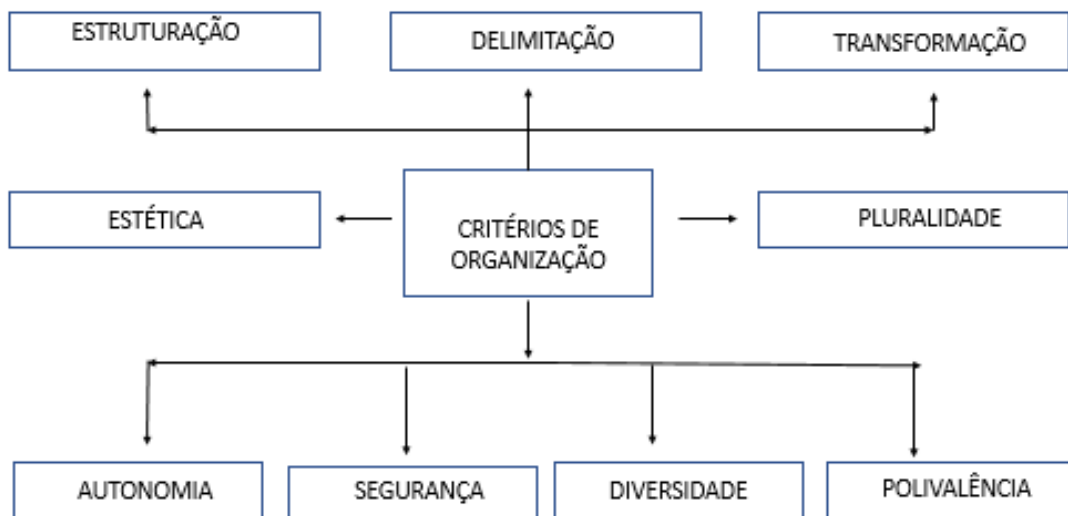 ESTRUTURAÇÃO
DELIMITAÇÃO
TRANSFORMAÇÃO
ESTÉTICA
CRITÉRIOS DE
ORGANIZAÇÃO
PLURALIDADE
AUTONOMIA
SEGURANÇA
DIVERSIDADE
POLIVALÊNCIA